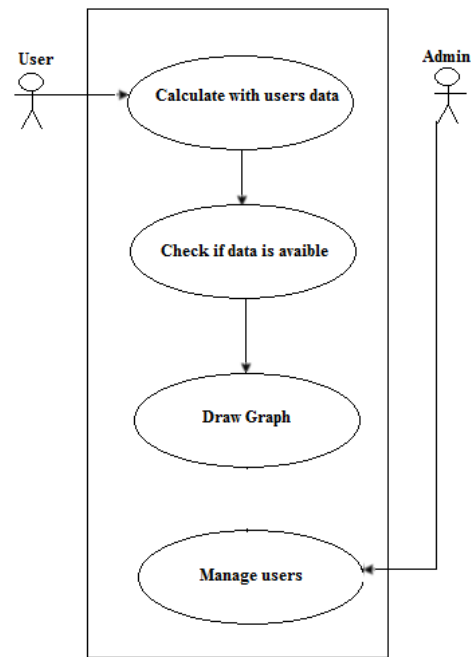 User
Admin
Calculate with users data
Check if data is avaible
Draw Graph
Manage users